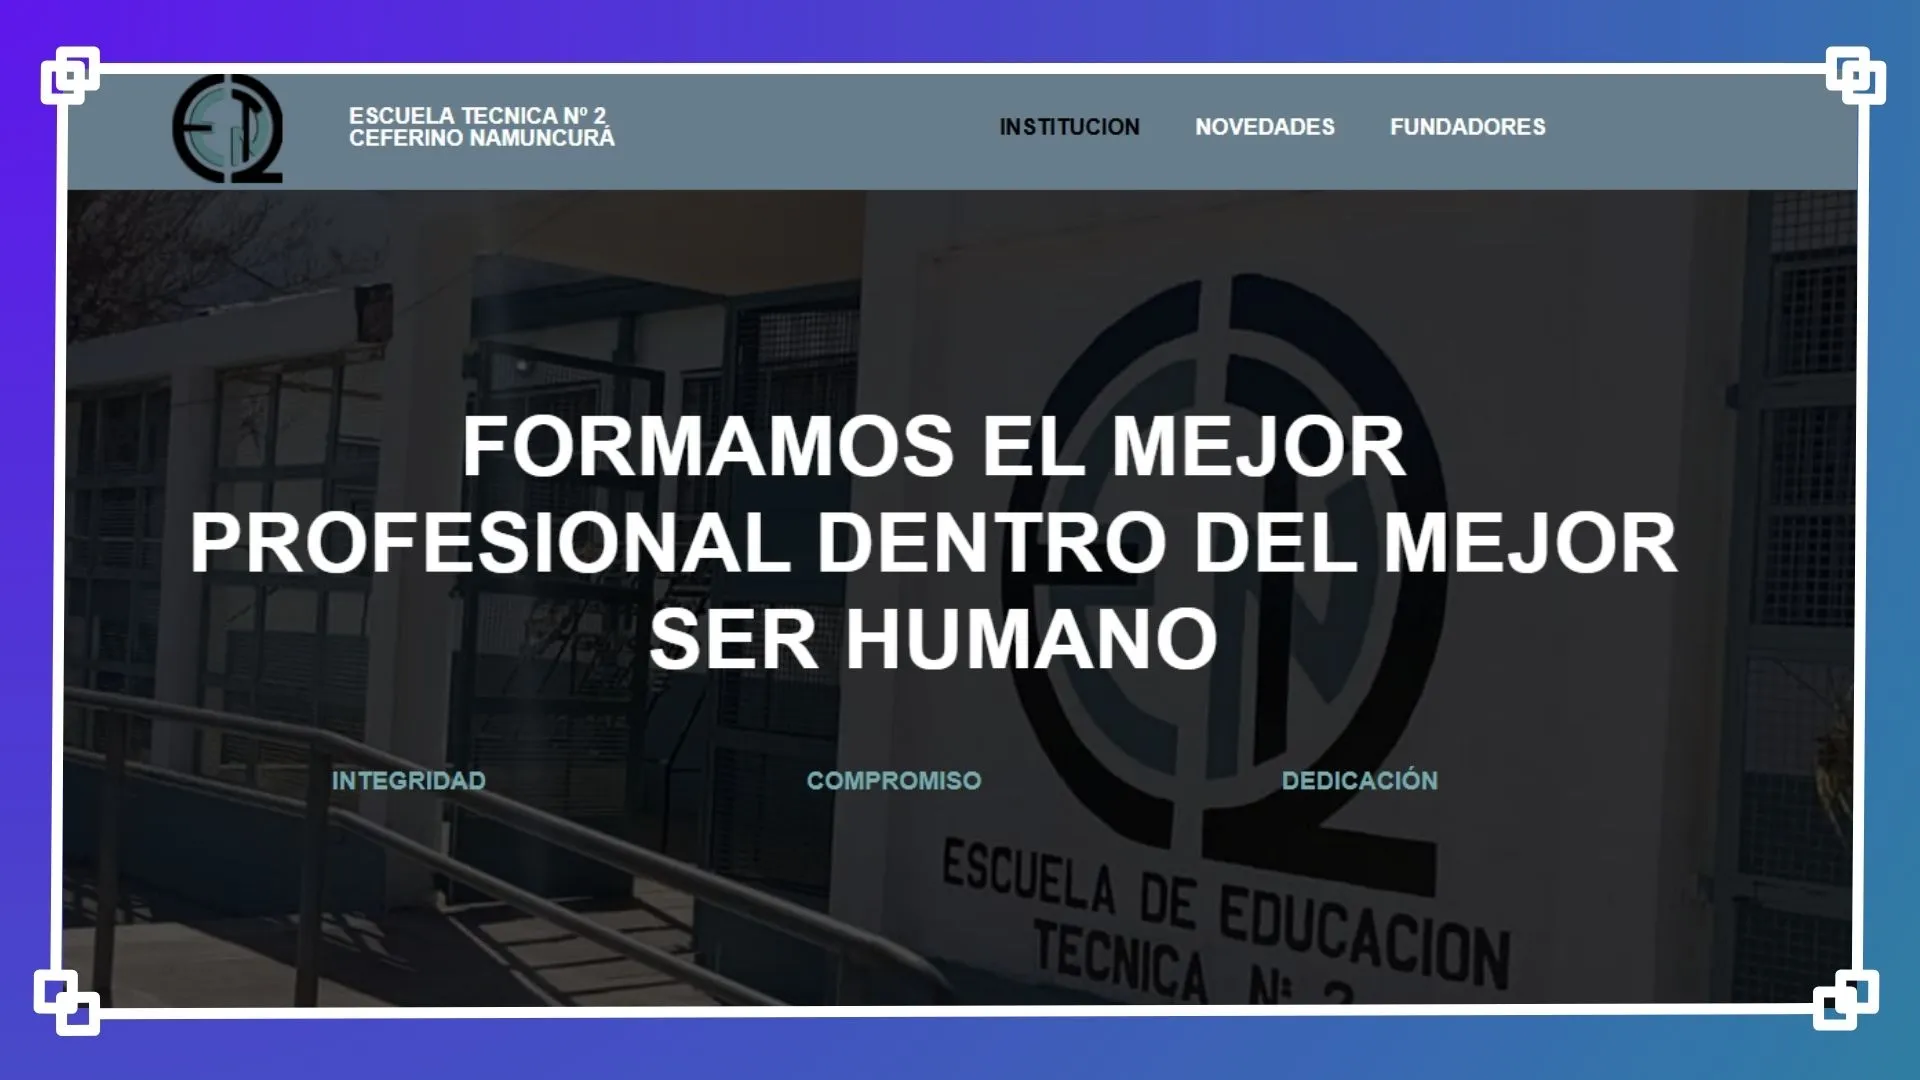 ESCUELA TECNICA Nº 2
CEFERINO NAMUNCURÁ
INSTITUCION NOVEDADES FUNDADORES
FORMAMOS EL MEJOR
PROFESIONAL DENTRO DEL MEJOR
SER HUMANO
INTEGRIDAD COMPROMISO DEDICACIÓN
ESCUELA DE EDUCACION
TECNICA Nº 2